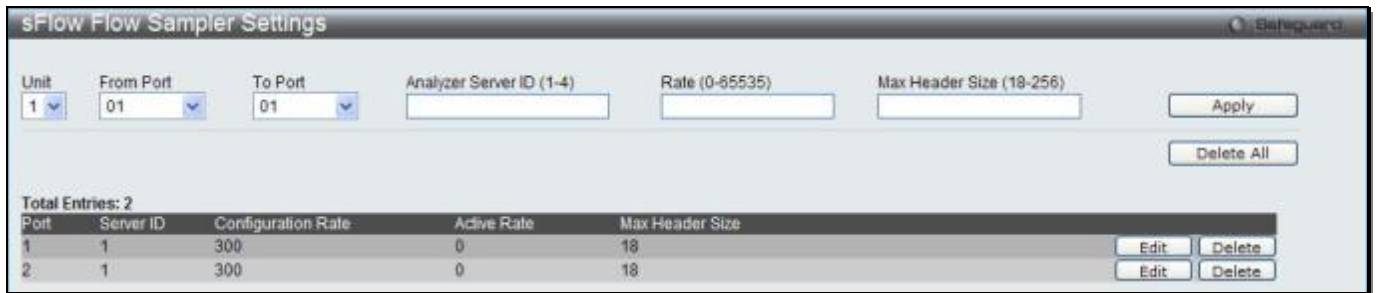 sFlow Flow Sampler Settings
Safeguard
Unit From Port To Port Analyzer Server ID (1-4) Rate (0-65535) Max Header Size (18-256)
1 01 01 Apply
Delete All
Total Entries: 2
Port Server ID Configuration Rate Active Rate Max Header Size
1 1 300 0 18 Edit Delete
2 1 300 0 18 Edit Delete